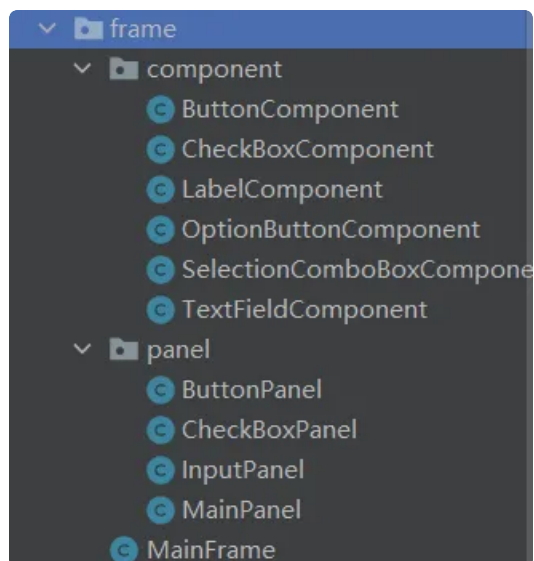 frame
component
ButtonComponent
CheckBoxComponent
LabelComponent
OptionButtonComponent
SelectionComboBoxCompone
TextFieldComponent
panel
ButtonPanel
CheckBoxPanel
InputPanel
MainPanel
MainFrame